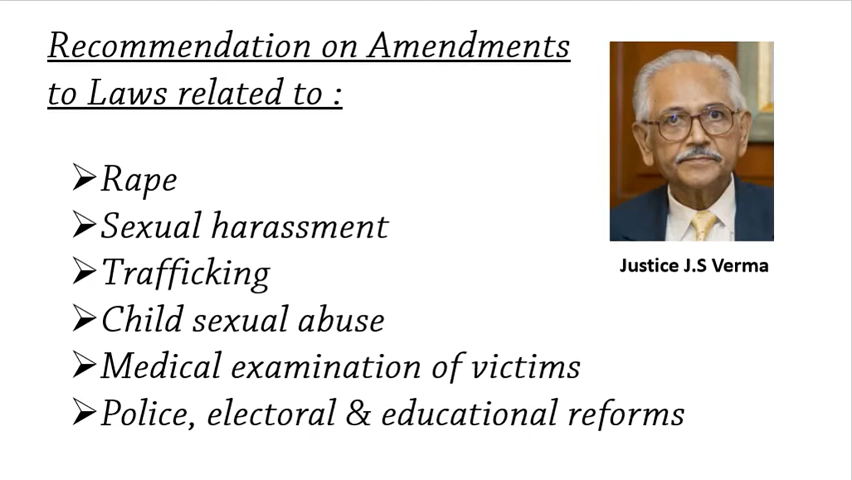 Recommendation on Amendments
to Laws related to :
➢Rape
➢Sexual harassment
➢Trafficking
➢Child sexual abuse
➢Medical examination of victims
➢Police, electoral & educational reforms
Justice J.S Verma